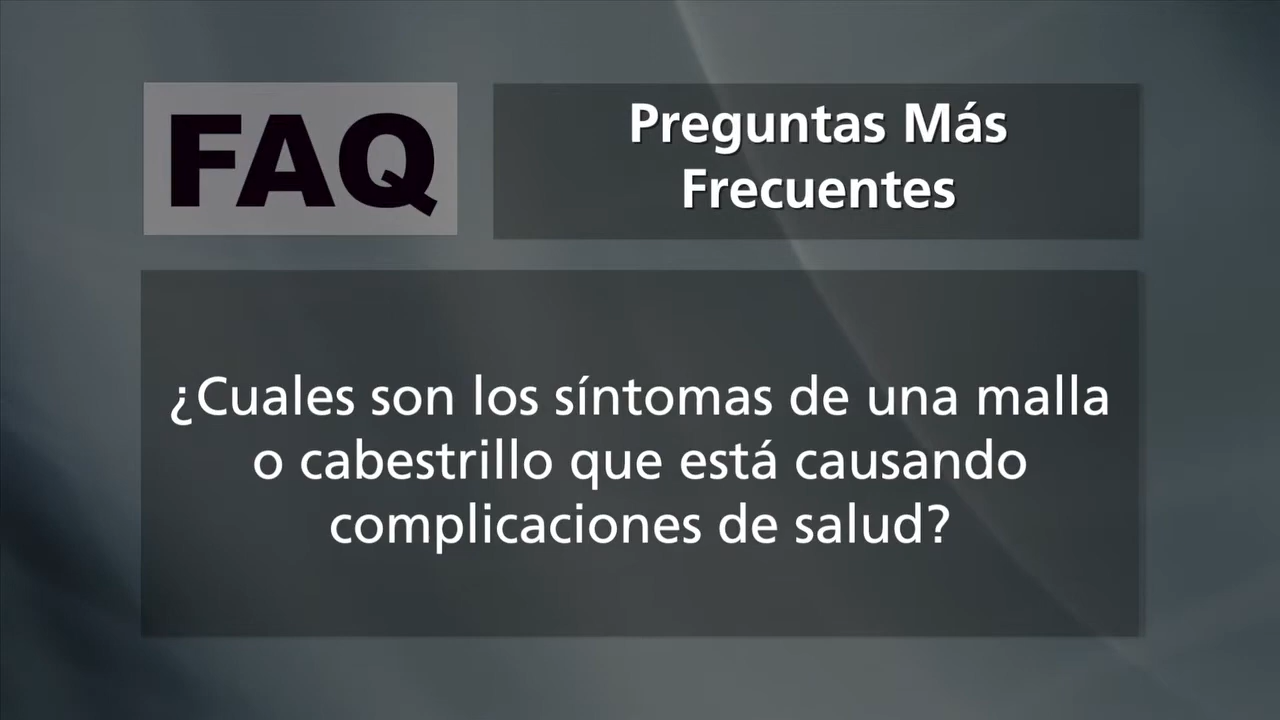 FAQ
Preguntas Más
Frecuentes
¿Cuales son los síntomas de una malla
o cabestrillo que está causando
complicaciones de salud?